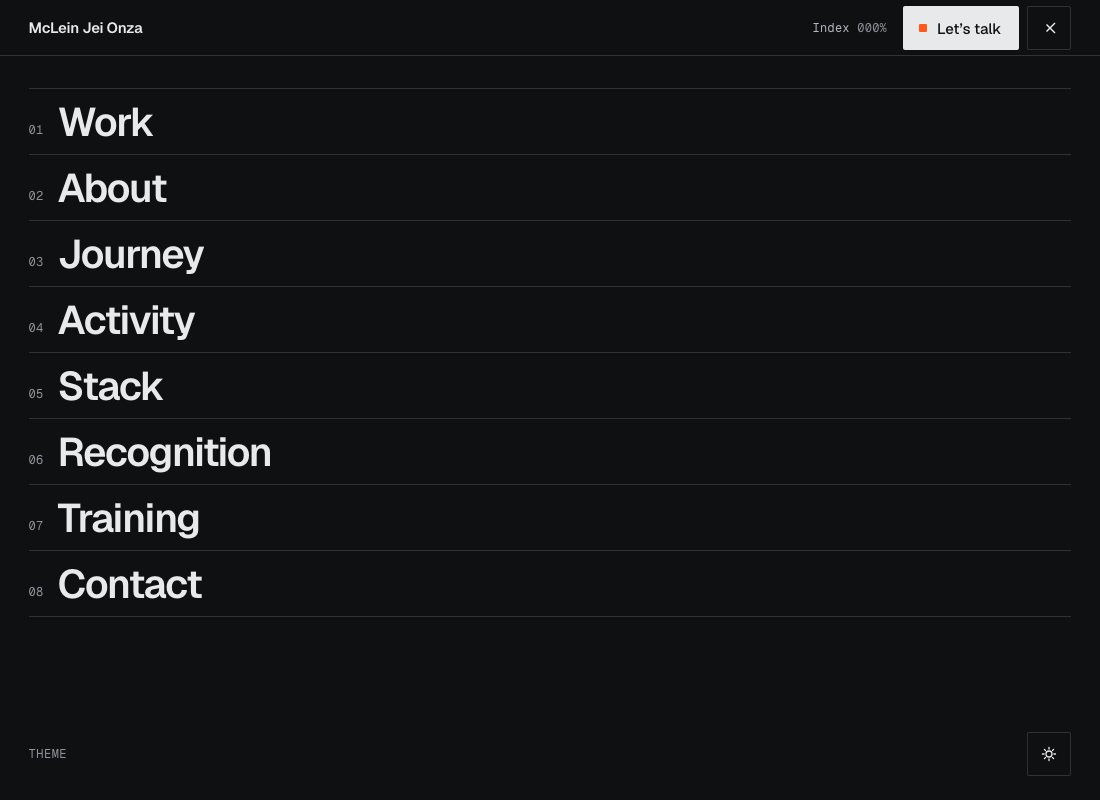 McLein Jei Onza
Index 000%
Let's talk
01 Work
02 About
03 Journey
04 Activity
05 Stack
06 Recognition
07 Training
08 Contact
THEME